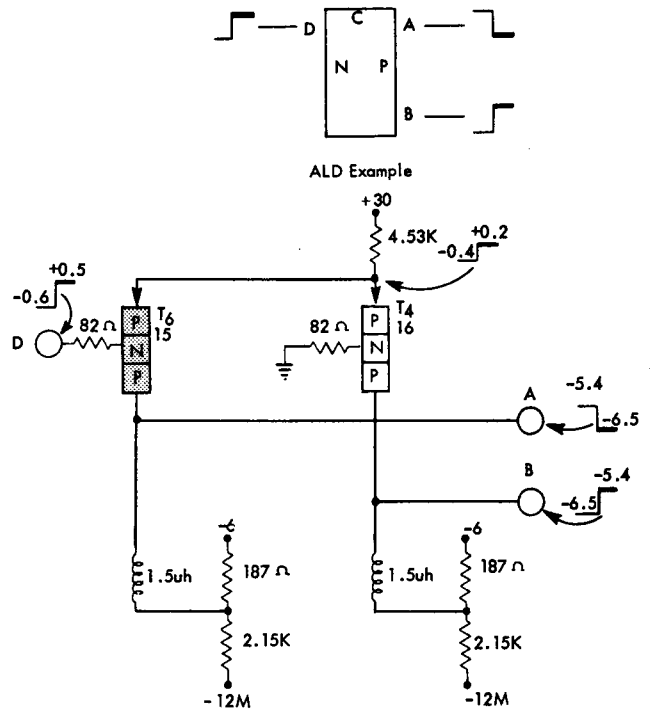 C
D
A
N P
B
ALD Example
+30
4.53K
+0.2
-0.4
+0.5
-0.6
T6
15
T4
16
P
N
P
P
N
P
82 Ω
82 Ω
D
A
-5.4
-6.5
B
-5.4
-6.5
-6
-6
1.5uh
187 Ω
1.5uh
187 Ω
2.15K
2.15K
-12M
-12M